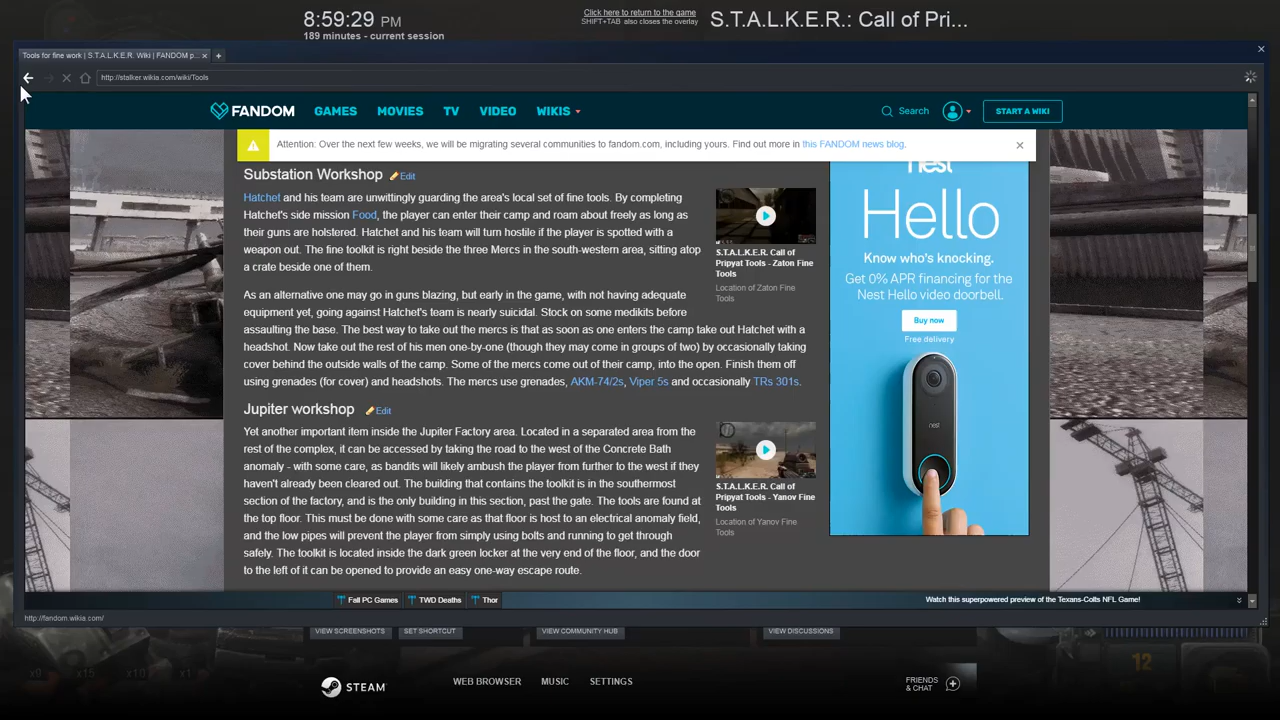 8:59:29 PM
189 minutes - current session
Click here to return to the game
SHIFT+TAB also closes the overlay
S.T.A.L.K.E.R.: Call of Pri...
Tools for fine work | S.T.A.L.K.E.R. Wiki | FANDOM p...
http://stalker.wikia.com/wiki/Tools
FANDOM GAMES MOVIES TV VIDEO WIKIS Search START A WIKI
Attention: Over the next few weeks, we will be migrating several communities to fandom.com, including yours. Find out more in this FANDOM news blog.
Substation Workshop Edit
Hatchet and his team are unwittingly guarding the area's local set of fine tools. By completing
Hatchet's side mission Food, the player can enter their camp and roam about freely as long as
their guns are holstered. Hatchet and his team will turn hostile if the player is spotted with a
weapon out. The fine toolkit is right beside the three Mercs in the south-western area, sitting atop
a crate beside one of them.
S.T.A.L.K.E.R. Call of
Pripyat Tools - Zaton Fine
Tools
Location of Zaton Fine
Tools
As an alternative one may go in guns blazing, but early in the game, with not having adequate
equipment yet, going against Hatchet's team is nearly suicidal. Stock on some medikits before
assaulting the base. The best way to take out the mercs is that as soon as one enters the camp take out Hatchet with a
headshot. Now take out the rest of his men one-by-one (though they may come in groups of two) by occasionally taking
cover behind the outside walls of the camp. Some of the mercs come out of their camp, into the open. Finish them off
using grenades (for cover) and headshots. The mercs use grenades, AKM-74/2s, Viper 5s and occasionally TRs 301s.
Jupiter workshop Edit
Yet another important item inside the Jupiter Factory area. Located in a separated area from the
rest of the complex, it can be accessed by taking the road to the west of the Concrete Bath
anomaly - with some care, as bandits will likely ambush the player from further to the west if they
haven't already been cleared out. The building that contains the toolkit is in the southermost
section of the factory, and is the only building in this section, past the gate. The tools are found at
the top floor. This must be done with some care as that floor is host to an electrical anomaly field,
and the low pipes will prevent the player from simply using bolts and running to get through
safely. The toolkit is located inside the dark green locker at the very end of the floor, and the door
to the left of it can be opened to provide an easy one-way escape route.
S.T.A.L.K.E.R. Call of
Pripyat Tools - Yanov Fine
Tools
Location of Yanov Fine
Tools
nest
Hello
Know who's knocking.
Get 0% APR financing for the
Nest Hello video doorbell.
Buy now
Free delivery
nest
Fall PC Games TWD Deaths Thor
Watch this superpowered preview of the Texans-Colts NFL Game!
http://fandom.wikia.com/
VIEW SCREENSHOTS SET SHORTCUT VIEW COMMUNITY HUB VIEW DISCUSSIONS
x9 x15 x10 x1
12
STEAM WEB BROWSER MUSIC SETTINGS
FRIENDS
& CHAT